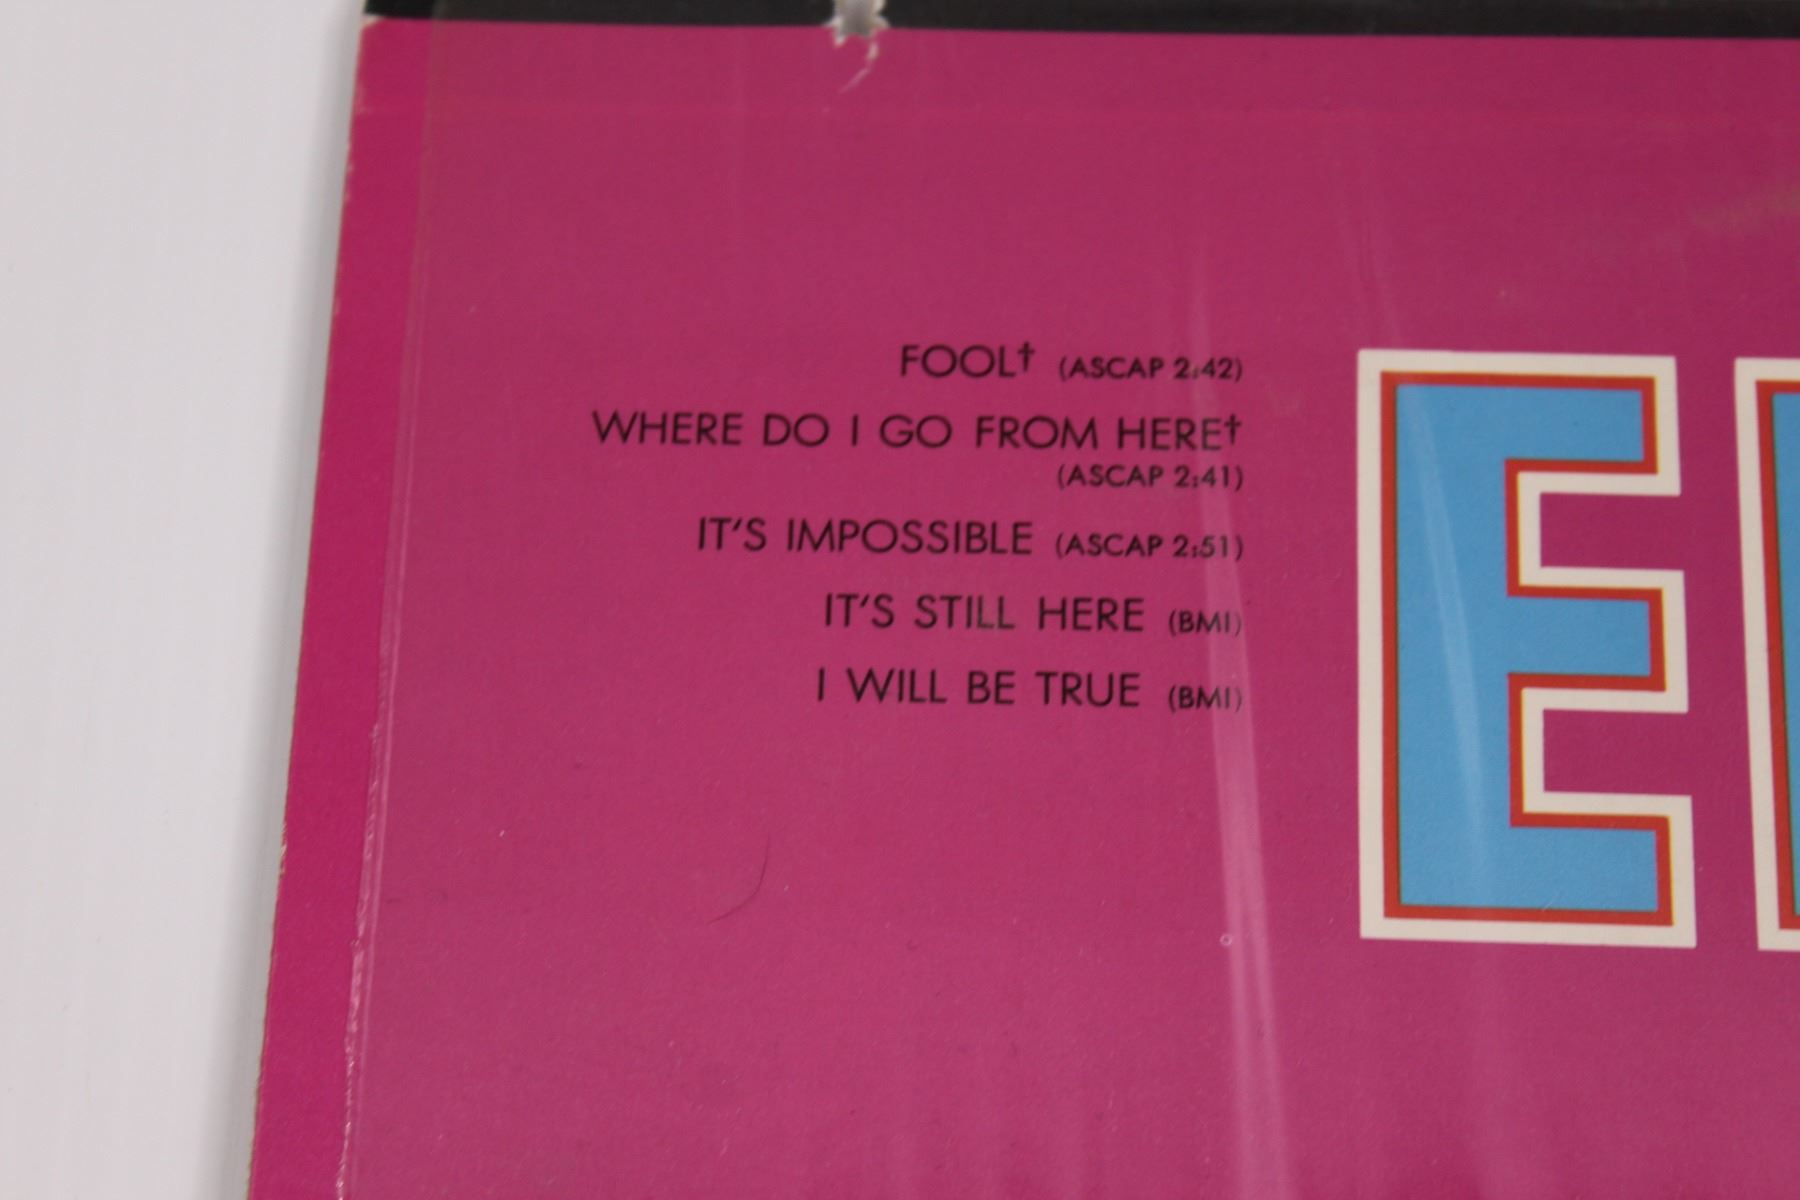 FOOL† (ASCAP 2:42)
WHERE DO I GO FROM HERE†
(ASCAP 2:41)
IT'S IMPOSSIBLE (ASCAP 2:51)
IT'S STILL HERE (BMI)
I WILL BE TRUE (BMI)
E